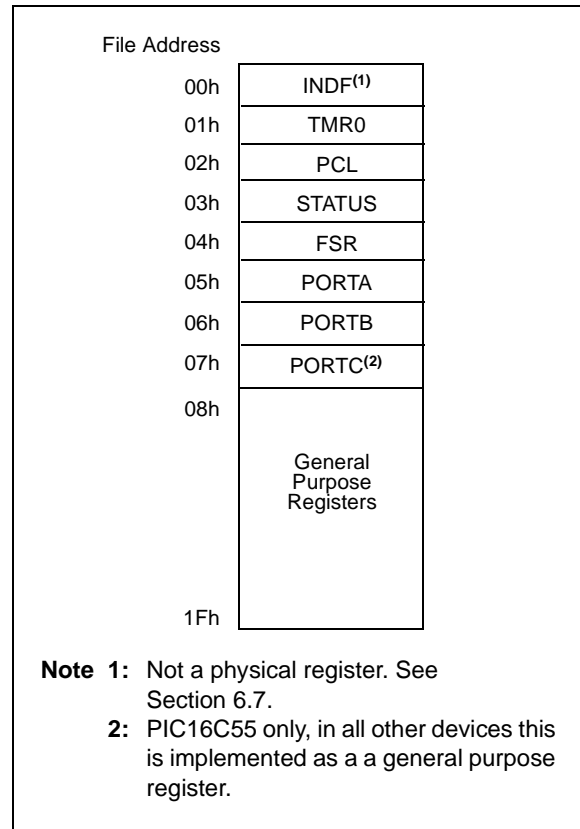 File Address
00h INDF(1)
01h TMR0
02h PCL
03h STATUS
04h FSR
05h PORTA
06h PORTB
07h PORTC(2)
08h
General
Purpose
Registers
1Fh
Note 1: Not a physical register. See
Section 6.7.
2: PIC16C55 only, in all other devices this
is implemented as a a general purpose
register.